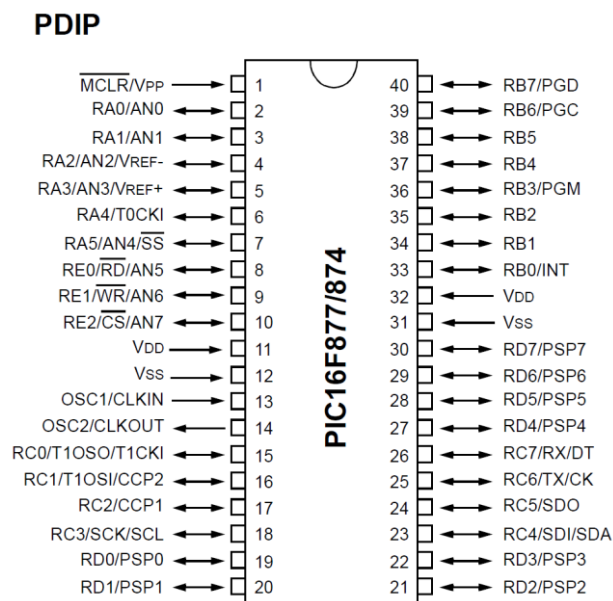 PDIP
MCLR/VPP 1 40 RB7/PGD
RA0/AN0 2 39 RB6/PGC
RA1/AN1 3 38 RB5
RA2/AN2/VREF- 4 37 RB4
RA3/AN3/VREF+ 5 36 RB3/PGM
RA4/T0CKI 6 35 RB2
RA5/AN4/SS 7 34 RB1
RE0/RD/AN5 8 33 RB0/INT
RE1/WR/AN6 9 32 VDD
RE2/CS/AN7 10 31 VSS
VDD 11 30 RD7/PSP7
VSS 12 29 RD6/PSP6
OSC1/CLKIN 13 28 RD5/PSP5
OSC2/CLKOUT 14 27 RD4/PSP4
RC0/T1OSO/T1CKI 15 26 RC7/RX/DT
RC1/T1OSI/CCP2 16 25 RC6/TX/CK
RC2/CCP1 17 24 RC5/SDO
RC3/SCK/SCL 18 23 RC4/SDI/SDA
RD0/PSP0 19 22 RD3/PSP3
RD1/PSP1 20 21 RD2/PSP2
PIC16F877/874